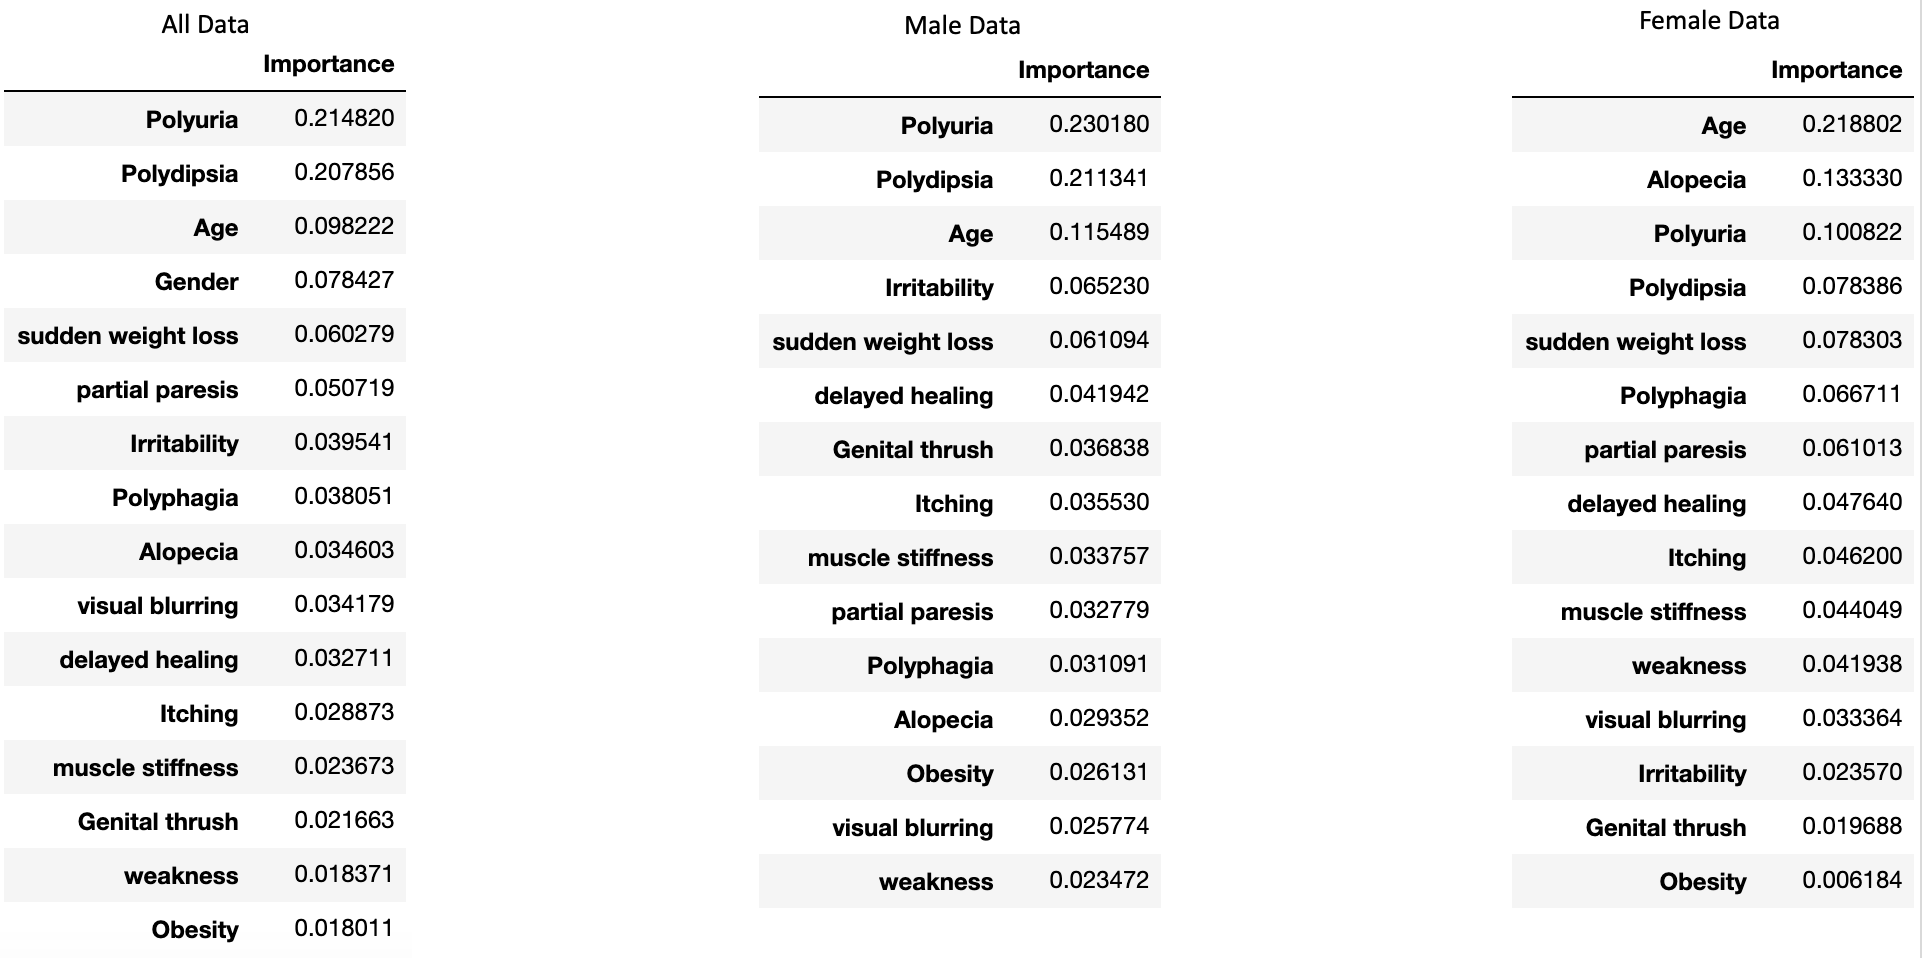 All Data
Importance
Polyuria 0.214820
Polydipsia 0.207856
Age 0.098222
Gender 0.078427
sudden weight loss 0.060279
partial paresis 0.050719
Irritability 0.039541
Polyphagia 0.038051
Alopecia 0.034603
visual blurring 0.034179
delayed healing 0.032711
Itching 0.028873
muscle stiffness 0.023673
Genital thrush 0.021663
weakness 0.018371
Obesity 0.018011
Male Data
Importance
Polyuria 0.230180
Polydipsia 0.211341
Age 0.115489
Irritability 0.065230
sudden weight loss 0.061094
delayed healing 0.041942
Genital thrush 0.036838
Itching 0.035530
muscle stiffness 0.033757
partial paresis 0.032779
Polyphagia 0.031091
Alopecia 0.029352
Obesity 0.026131
visual blurring 0.025774
weakness 0.023472
Female Data
Importance
Age 0.218802
Alopecia 0.133330
Polyuria 0.100822
Polydipsia 0.078386
sudden weight loss 0.078303
Polyphagia 0.066711
partial paresis 0.061013
delayed healing 0.047640
Itching 0.046200
muscle stiffness 0.044049
weakness 0.041938
visual blurring 0.033364
Irritability 0.023570
Genital thrush 0.019688
Obesity 0.006184